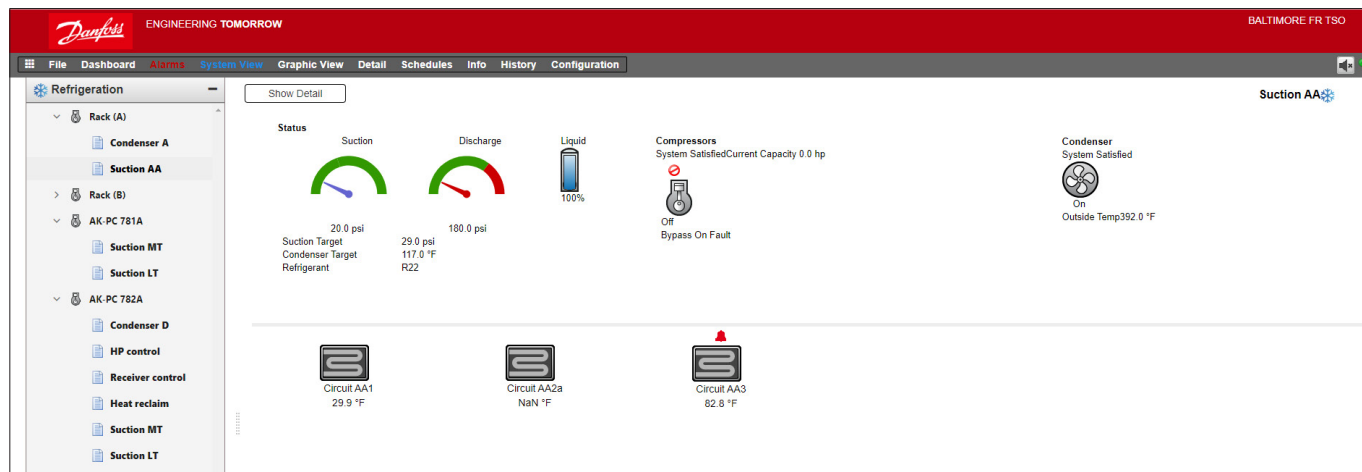 Danfoss
ENGINEERING TOMORROW
BALTIMORE FR TSO
File Dashboard Alarms System View Graphic View Detail Schedules Info History Configuration
Refrigeration
Rack (A)
Condenser A
Suction AA
Rack (B)
AK-PC 781A
Suction MT
Suction LT
AK-PC 782A
Condenser D
HP control
Receiver control
Heat reclaim
Suction MT
Suction LT
Show Detail
Suction AA
Status
Suction
Discharge
Liquid
100%
20.0 psi
180.0 psi
Suction Target 29.0 psi
Condenser Target 117.0 °F
Refrigerant R22
Compressors
System SatisfiedCurrent Capacity 0.0 hp
Off
Bypass On Fault
Condenser
System Satisfied
On
Outside Temp392.0 °F
Circuit AA1
29.9 °F
Circuit AA2a
NaN °F
Circuit AA3
82.8 °F